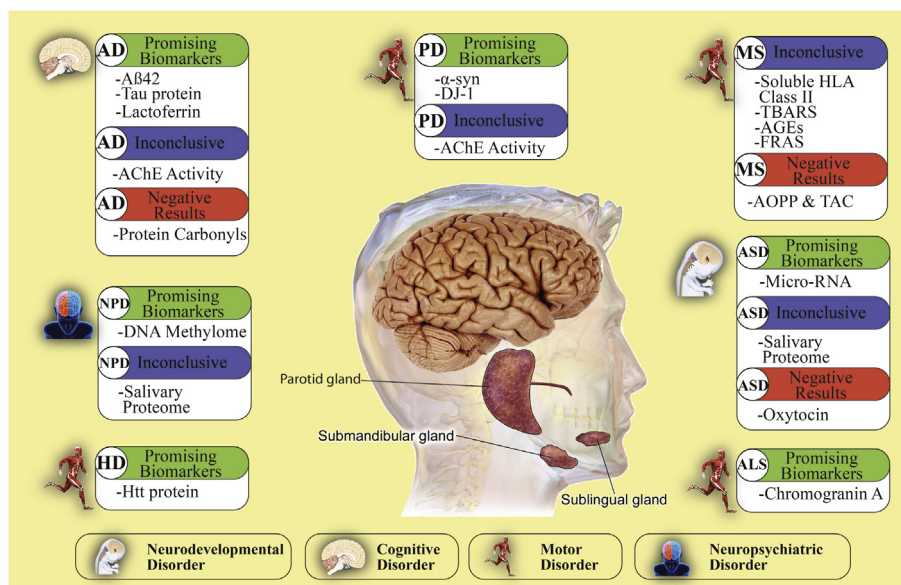 AD Promising
Biomarkers
-Aß42
-Tau protein
-Lactoferrin
AD Inconclusive
-AChE Activity
AD Negative
Results
-Protein Carbonyls
PD Promising
Biomarkers
-α-syn
-DJ-1
PD Inconclusive
-AChE Activity
MS Inconclusive
-Soluble HLA
Class II
-TBARS
-AGEs
-FRAS
MS Negative
Results
-AOPP & TAC
NPD Promising
Biomarkers
-DNA Methylome
NPD Inconclusive
-Salivary
Proteome
HD Promising
Biomarkers
-Htt protein
Parotid gland
Submandibular gland
Sublingual gland
ASD Promising
Biomarkers
-Micro-RNA
ASD Inconclusive
-Salivary
Proteome
ASD Negative
Results
-Oxytocin
ALS Promising
Biomarkers
-Chromogranin A
Neurodevelopmental
Disorder
Cognitive
Disorder
Motor
Disorder
Neuropsychiatric
Disorder